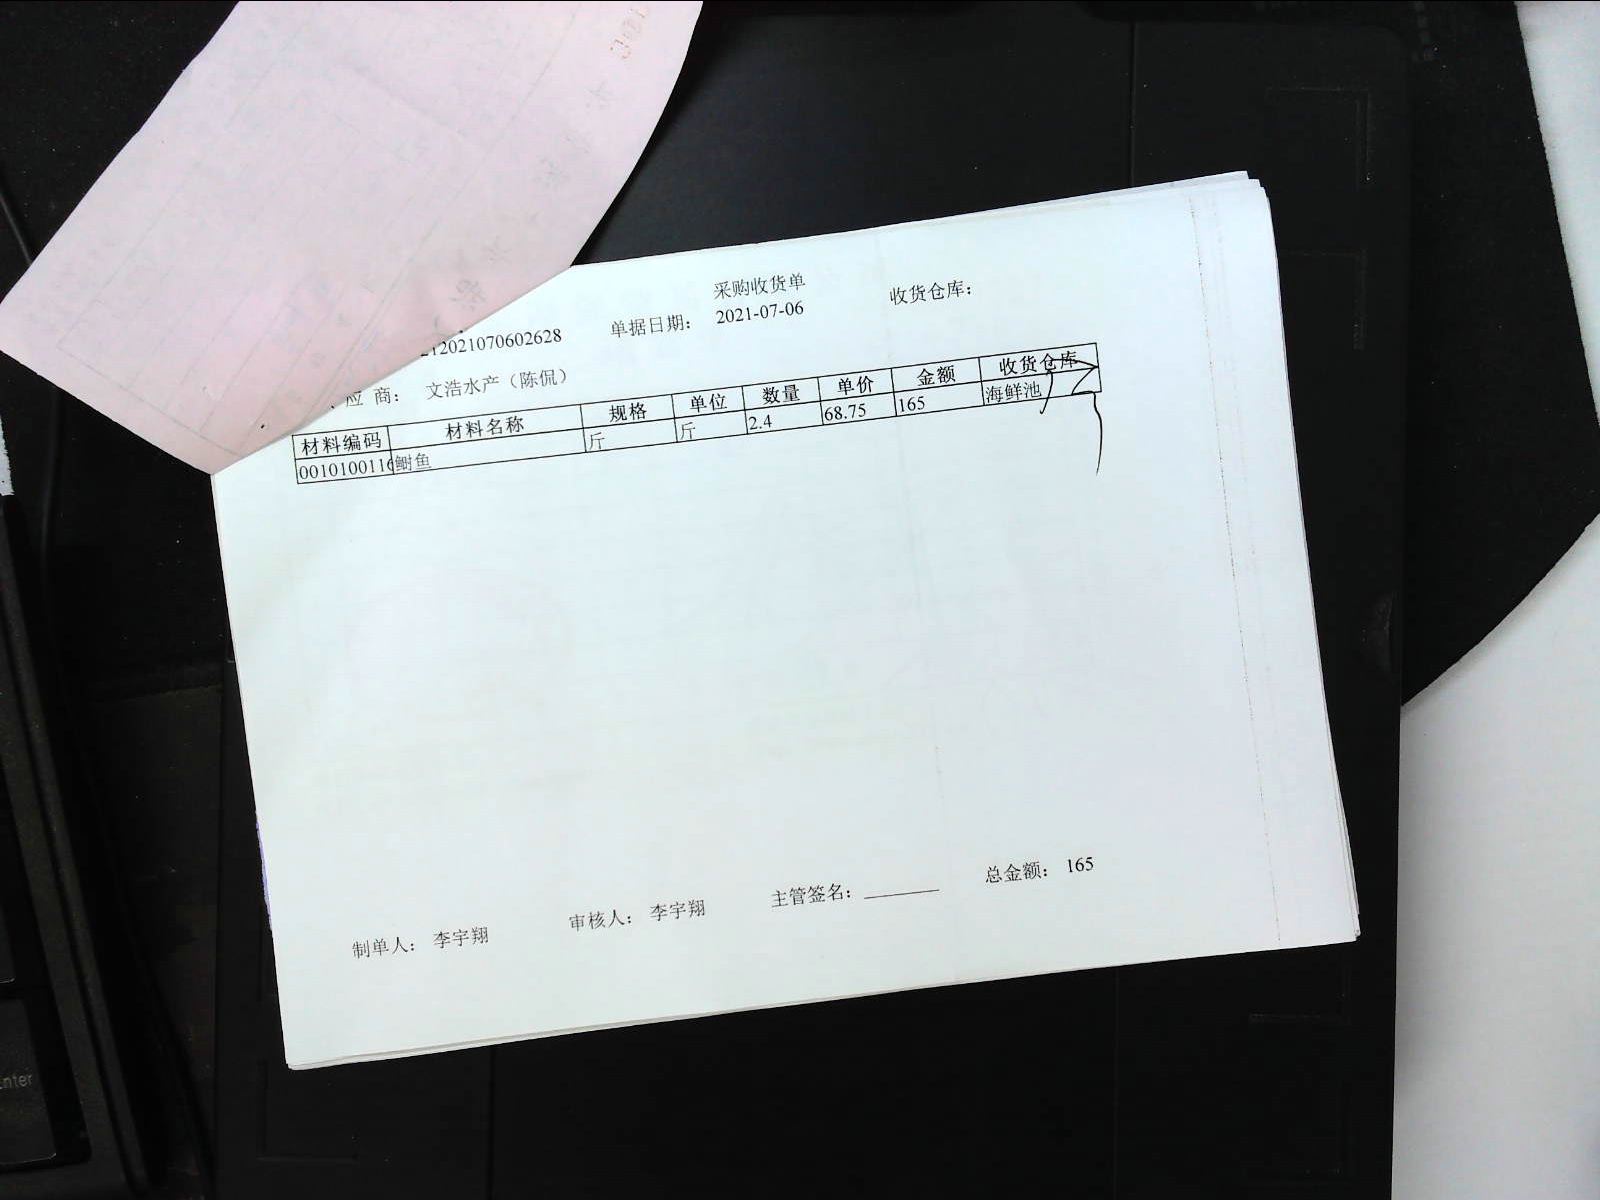 采购收货单
2021070602628 单据日期： 2021-07-06 收货仓库：
应 商： 文浩水产（陈侃）
材料编码 材料名称 规格 单位 数量 单价 金额 收货仓库
0010100116 鲥鱼 斤 斤 2.4 68.75 165 海鲜池
制单人： 李宇翔 审核人： 李宇翔 主管签名： 总金额： 165